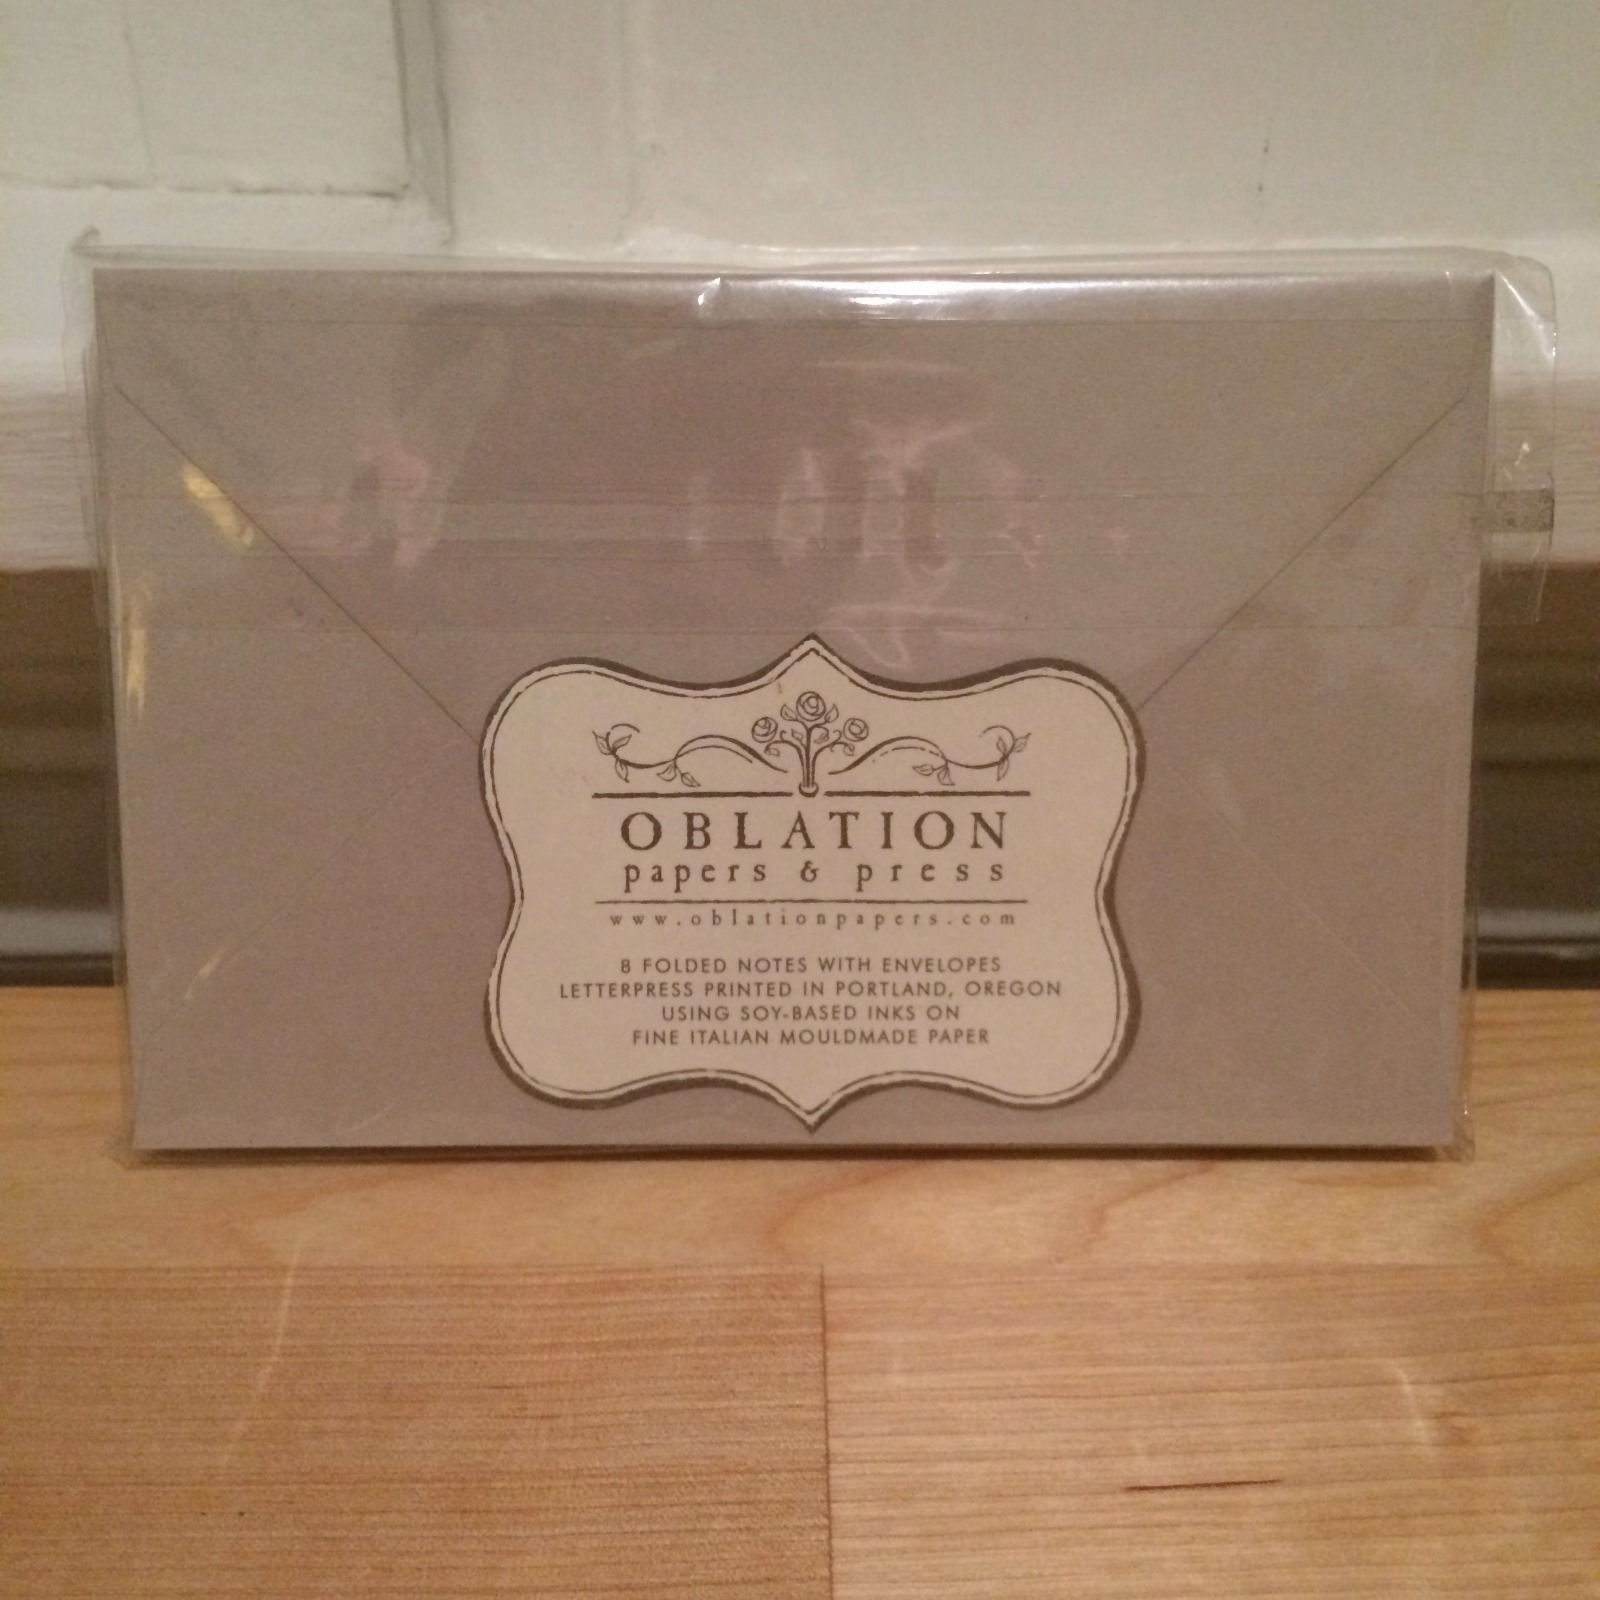 OBLATION
papers & press
www.oblationpapers.com
8 FOLDED NOTES WITH ENVELOPES
LETTERPRESS PRINTED IN PORTLAND, OREGON
USING SOY-BASED INKS ON
FINE ITALIAN MOULDMADE PAPER